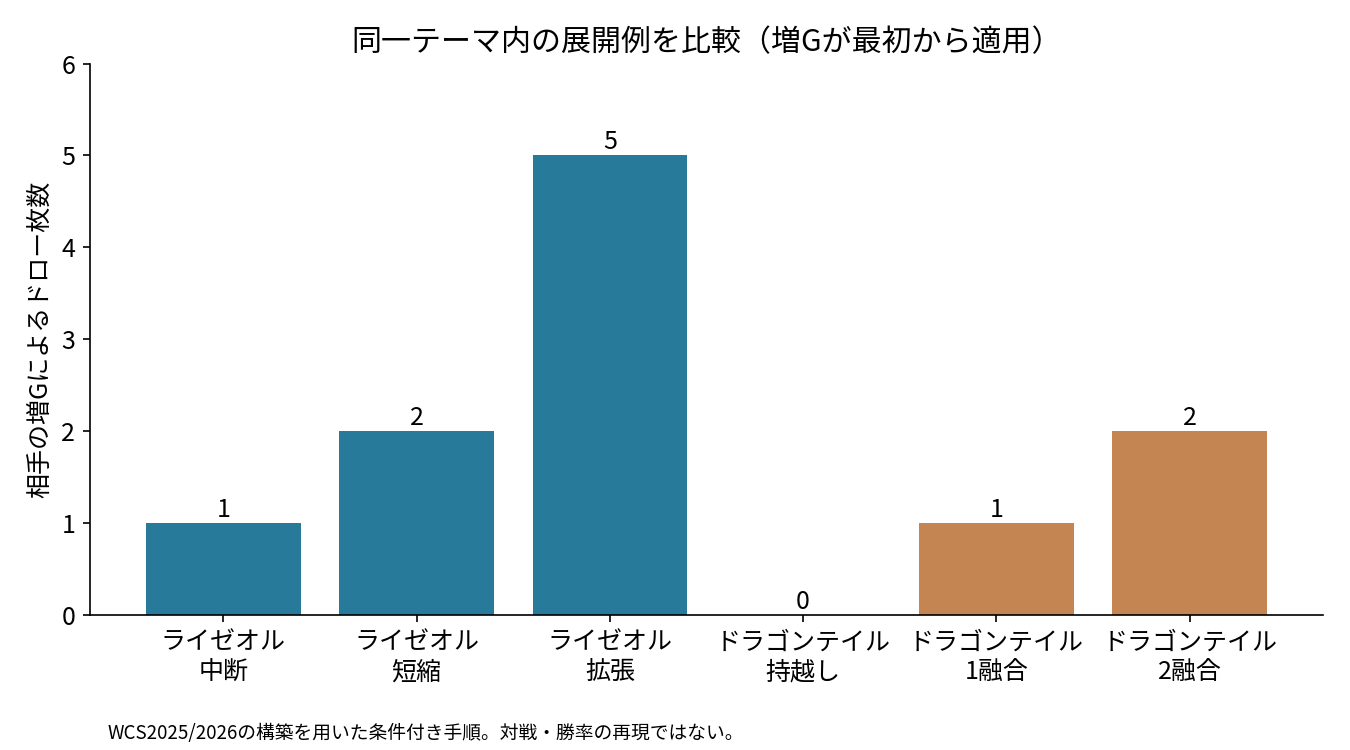 同一テーマ内の展開例を比較（増Gが最初から適用）
相手の増Gによるドロー枚数
6
5
4
3
2
1
0
1
2
5
0
1
2
ライゼオル
中断
ライゼオル
短縮
ライゼオル
拡張
ドラゴンテイル
持越し
ドラゴンテイル
1融合
ドラゴンテイル
2融合
WCS2025/2026の構築を用いた条件付き手順。対戦・勝率の再現ではない。